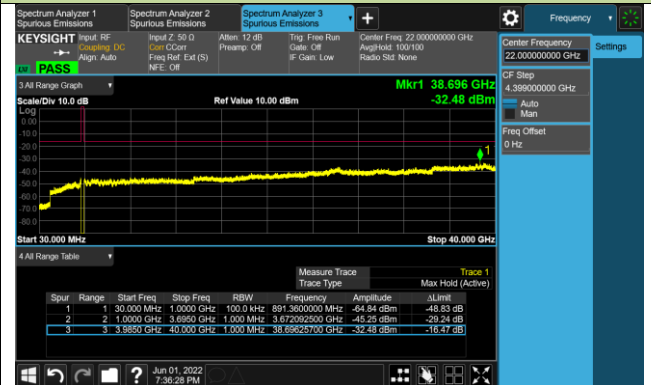 Spectrum Analyzer 1
Spurious Emissions
Spectrum Analyzer 2
Spurious Emissions
Spectrum Analyzer 3
Spurious Emissions
+
Frequency
KEYSIGHT
Input: RF
Coupling: DC
Align: Auto
Input Z: 50 Ω
Corr CCorr
Freq Ref: Ext (S)
NFE: Off
Atten: 12 dB
Preamp: Off
Trig: Free Run
Gate: Off
IF Gain: Low
Center Freq: 22.000000000 GHz
Avg|Hold: 100/100
Radio Std: None
PASS
Center Frequency
22.000000000 GHz
Settings
CF Step
4.399000000 GHz
Auto
Man
Freq Offset
0 Hz
3 All Range Graph
Mkr1 38.696 GHz
Scale/Div 10.0 dB
Ref Value 10.00 dBm
-32.48 dBm
Log
0.00
-10.0
-20.0
-30.0
-40.0
-50.0
-60.0
-70.0
-80.0
1
Start 30.000 MHz
Stop 40.000 GHz
4 All Range Table
Measure Trace
Trace 1
Trace Type
Max Hold (Active)
Spur Range Start Freq Stop Freq RBW Frequency Amplitude ΔLimit
1 1 30.000 MHz 1.0000 GHz 100.0 kHz 891.3600000 MHz -64.84 dBm -48.83 dB
2 2 1.0000 GHz 3.6950 GHz 1.000 MHz 3.672092500 GHz -45.25 dBm -29.24 dB
3 3 3.9850 GHz 40.000 GHz 1.000 MHz 38.69625700 GHz -32.48 dBm -16.47 dB
?
Jun 01, 2022
7:36:28 PM